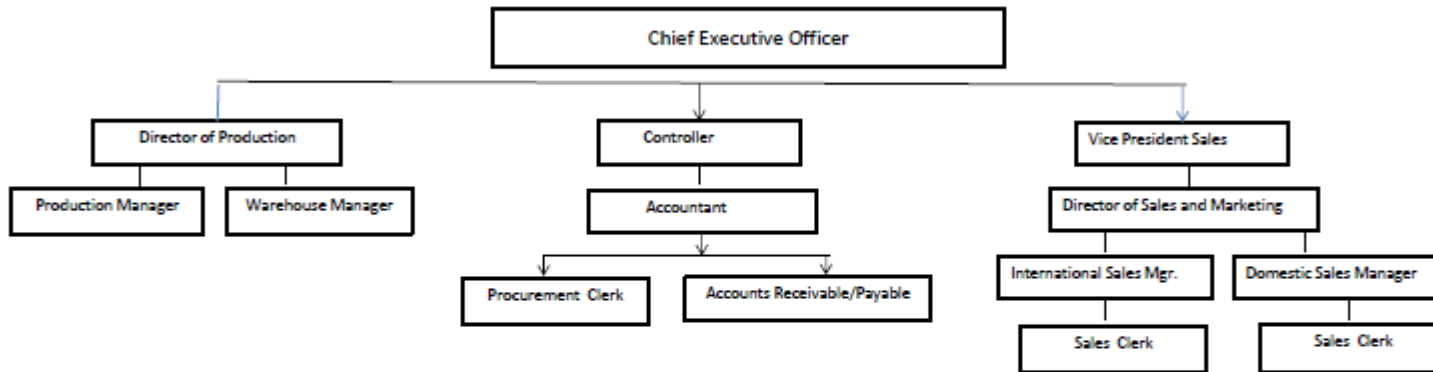 Chief Executive Officer
Director of Production
Controller
Vice President Sales
Production Manager
Warehouse Manager
Accountant
Director of Sales and Marketing
International Sales Mgr.
Domestic Sales Manager
Procurement Clerk
Accounts Receivable/Payable
Sales Clerk
Sales Clerk